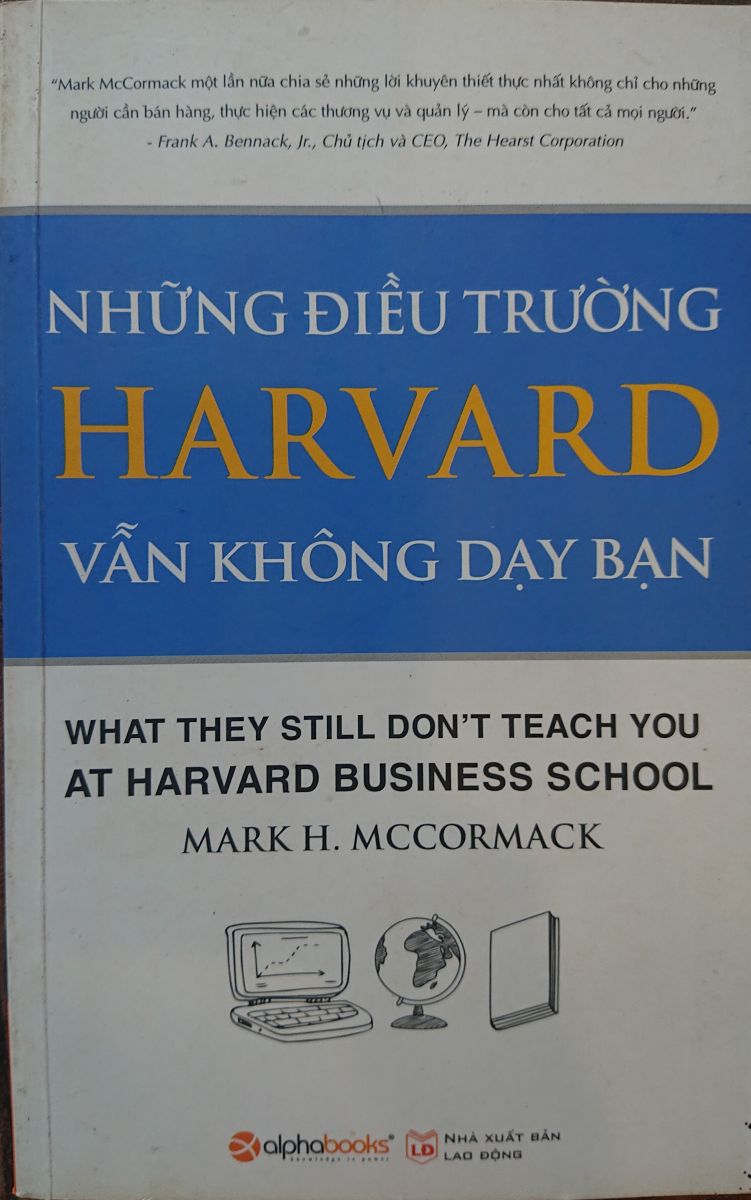 “Mark McCormack một lần nữa chia sẻ những lời khuyên thiết thực nhất không chỉ cho những
người cần bán hàng, thực hiện các thương vụ và quản lý – mà còn cho tất cả mọi người.”
- Frank A. Bennack, Jr., Chủ tịch và CEO, The Hearst Corporation
NHỮNG ĐIỀU TRƯỜNG
HARVARD
VẪN KHÔNG DẠY BẠN
WHAT THEY STILL DON’T TEACH YOU
AT HARVARD BUSINESS SCHOOL
MARK H. MCCORMACK
alphabooks®
knowledge is power
LĐ
NHÀ XUẤT BẢN
LAO ĐỘNG